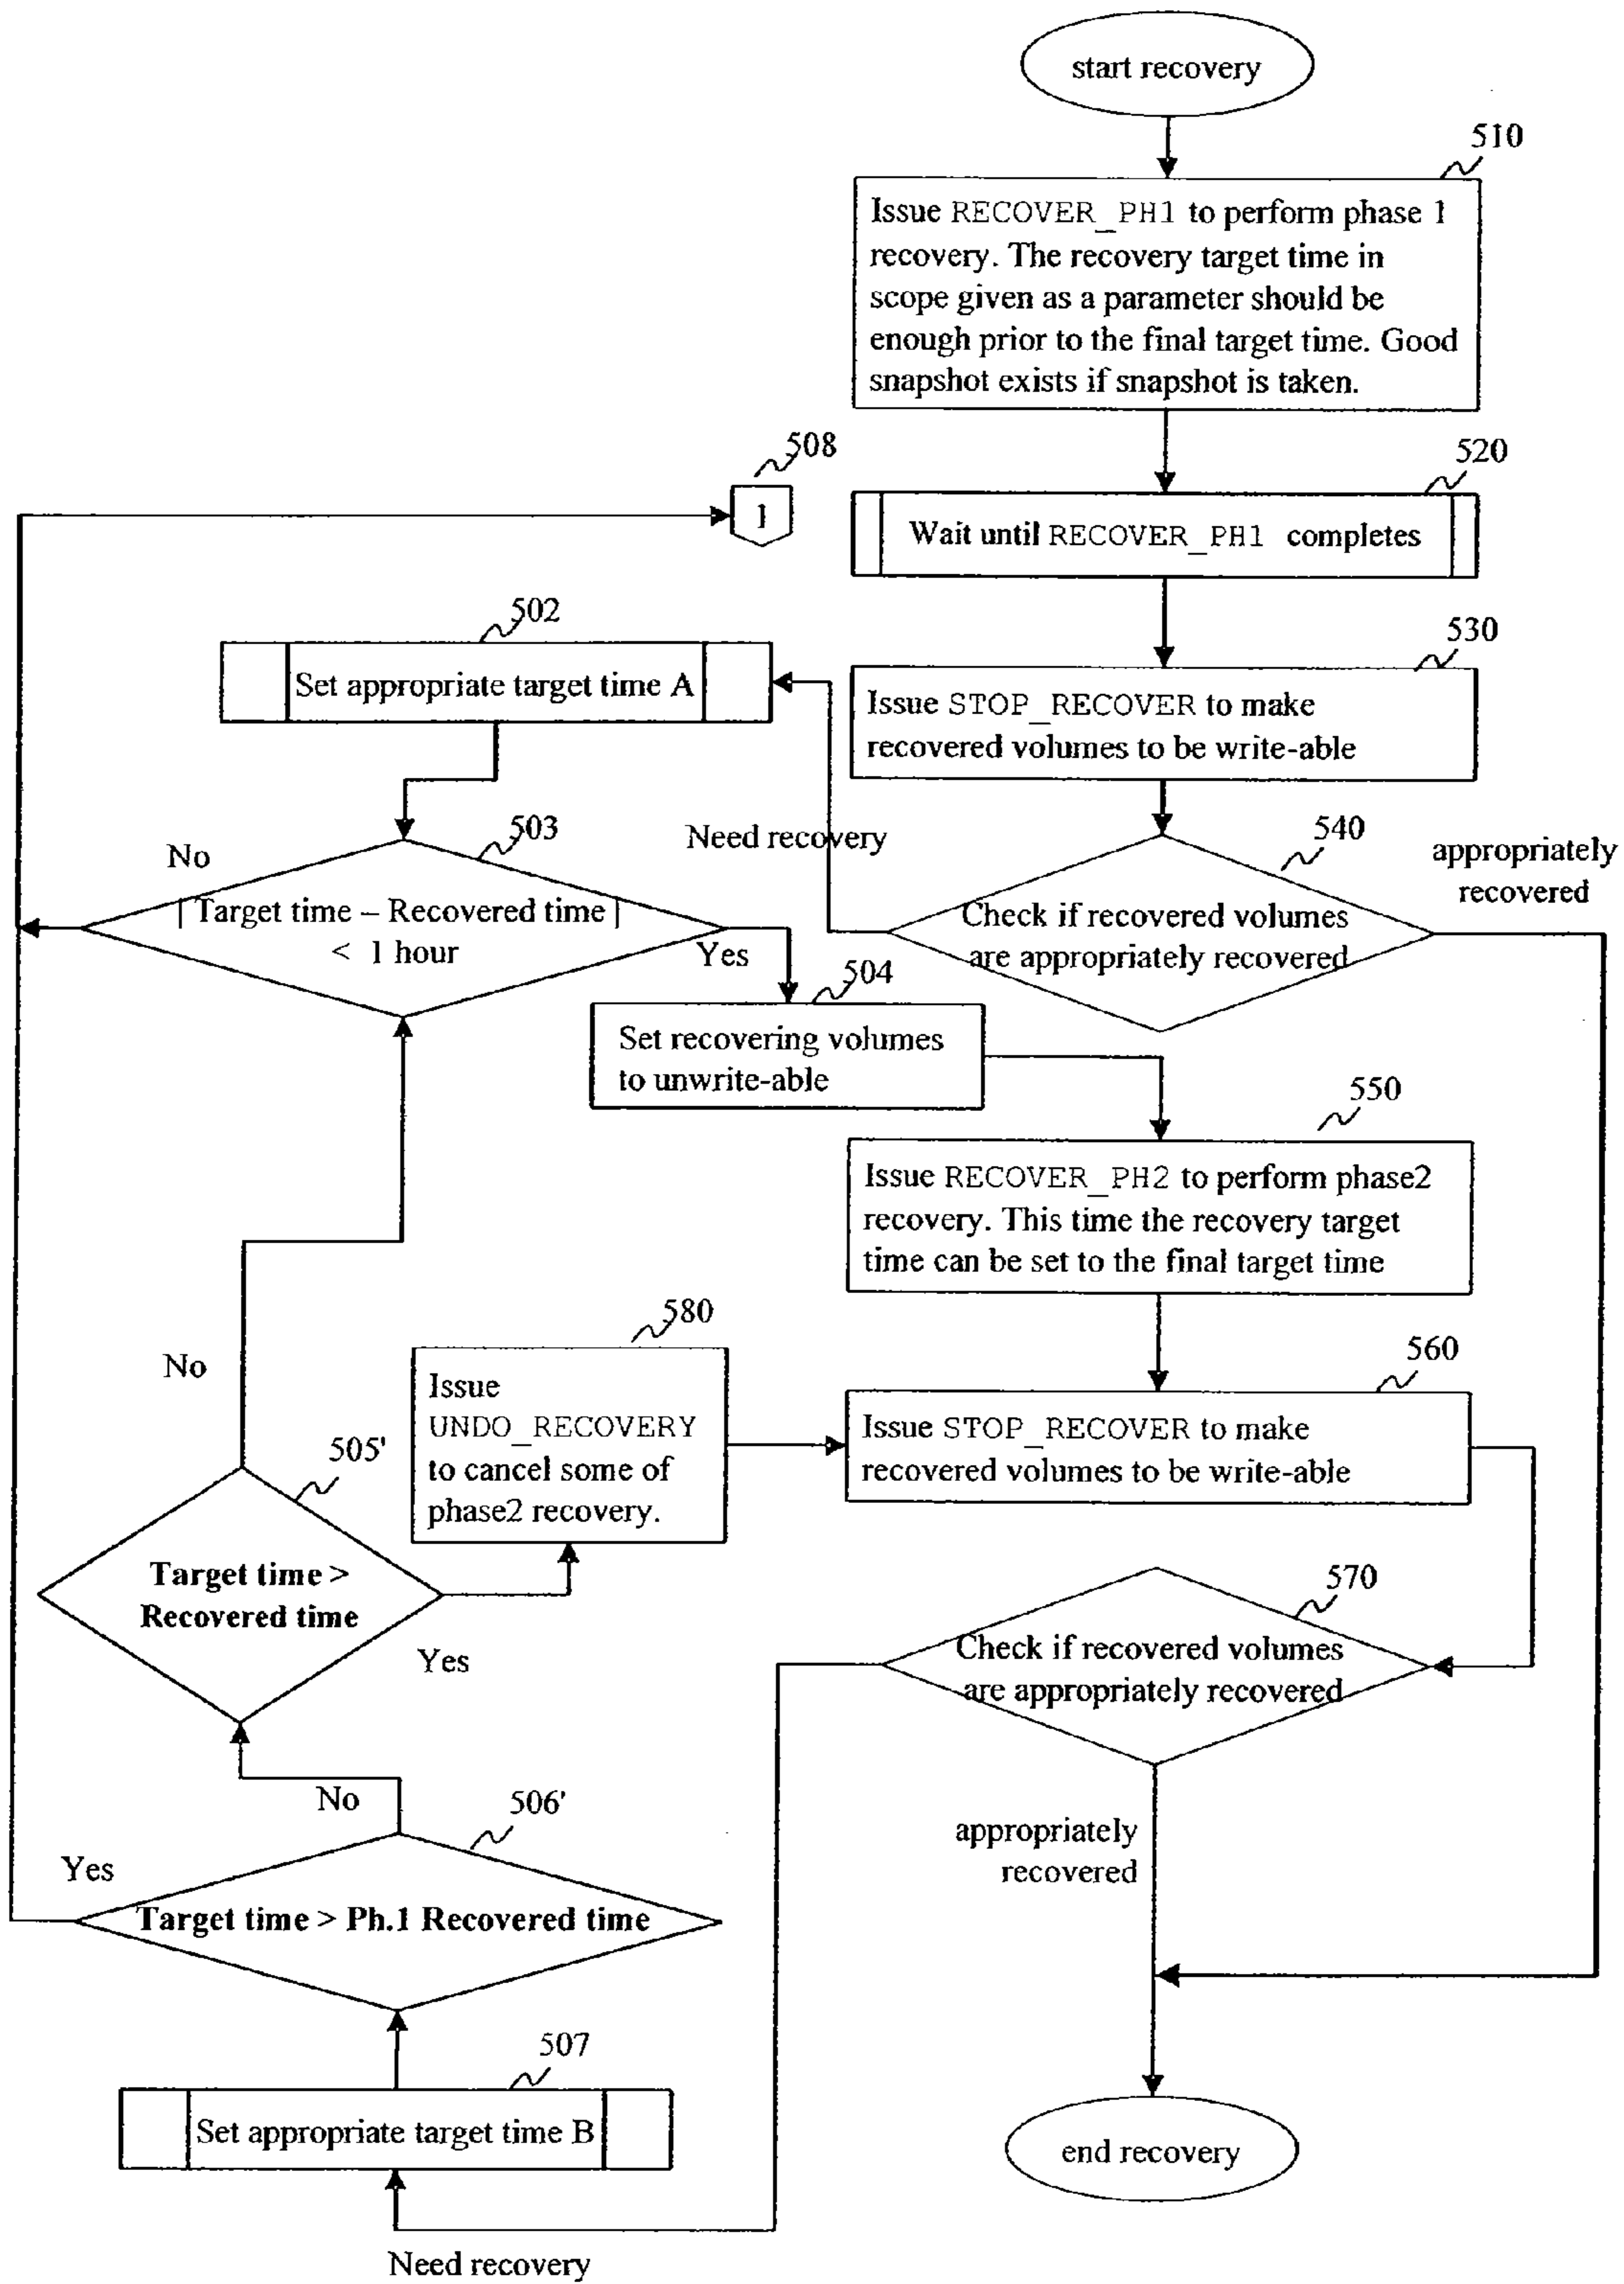 start recovery
510
Issue RECOVER_PH1 to perform phase 1
recovery. The recovery target time in
scope given as a parameter should be
enough prior to the final target time. Good
snapshot exists if snapshot is taken.
508
1
520
Wait until RECOVER_PH1 completes
502
Set appropriate target time A
530
Issue STOP_RECOVER to make
recovered volumes to be write-able
503
No
| Target time – Recovered time |
< 1 hour
Yes
Need recovery
540
appropriately
recovered
Check if recovered volumes
are appropriately recovered
504
Set recovering volumes
to unwrite-able
550
Issue RECOVER_PH2 to perform phase2
recovery. This time the recovery target
time can be set to the final target time
580
Issue
UNDO_RECOVERY
to cancel some of
phase2 recovery.
560
Issue STOP_RECOVER to make
recovered volumes to be write-able
No
505'
Target time >
Recovered time
Yes
570
Check if recovered volumes
are appropriately recovered
No
506'
Yes
Target time > Ph.1 Recovered time
appropriately
recovered
507
Set appropriate target time B
Need recovery
end recovery